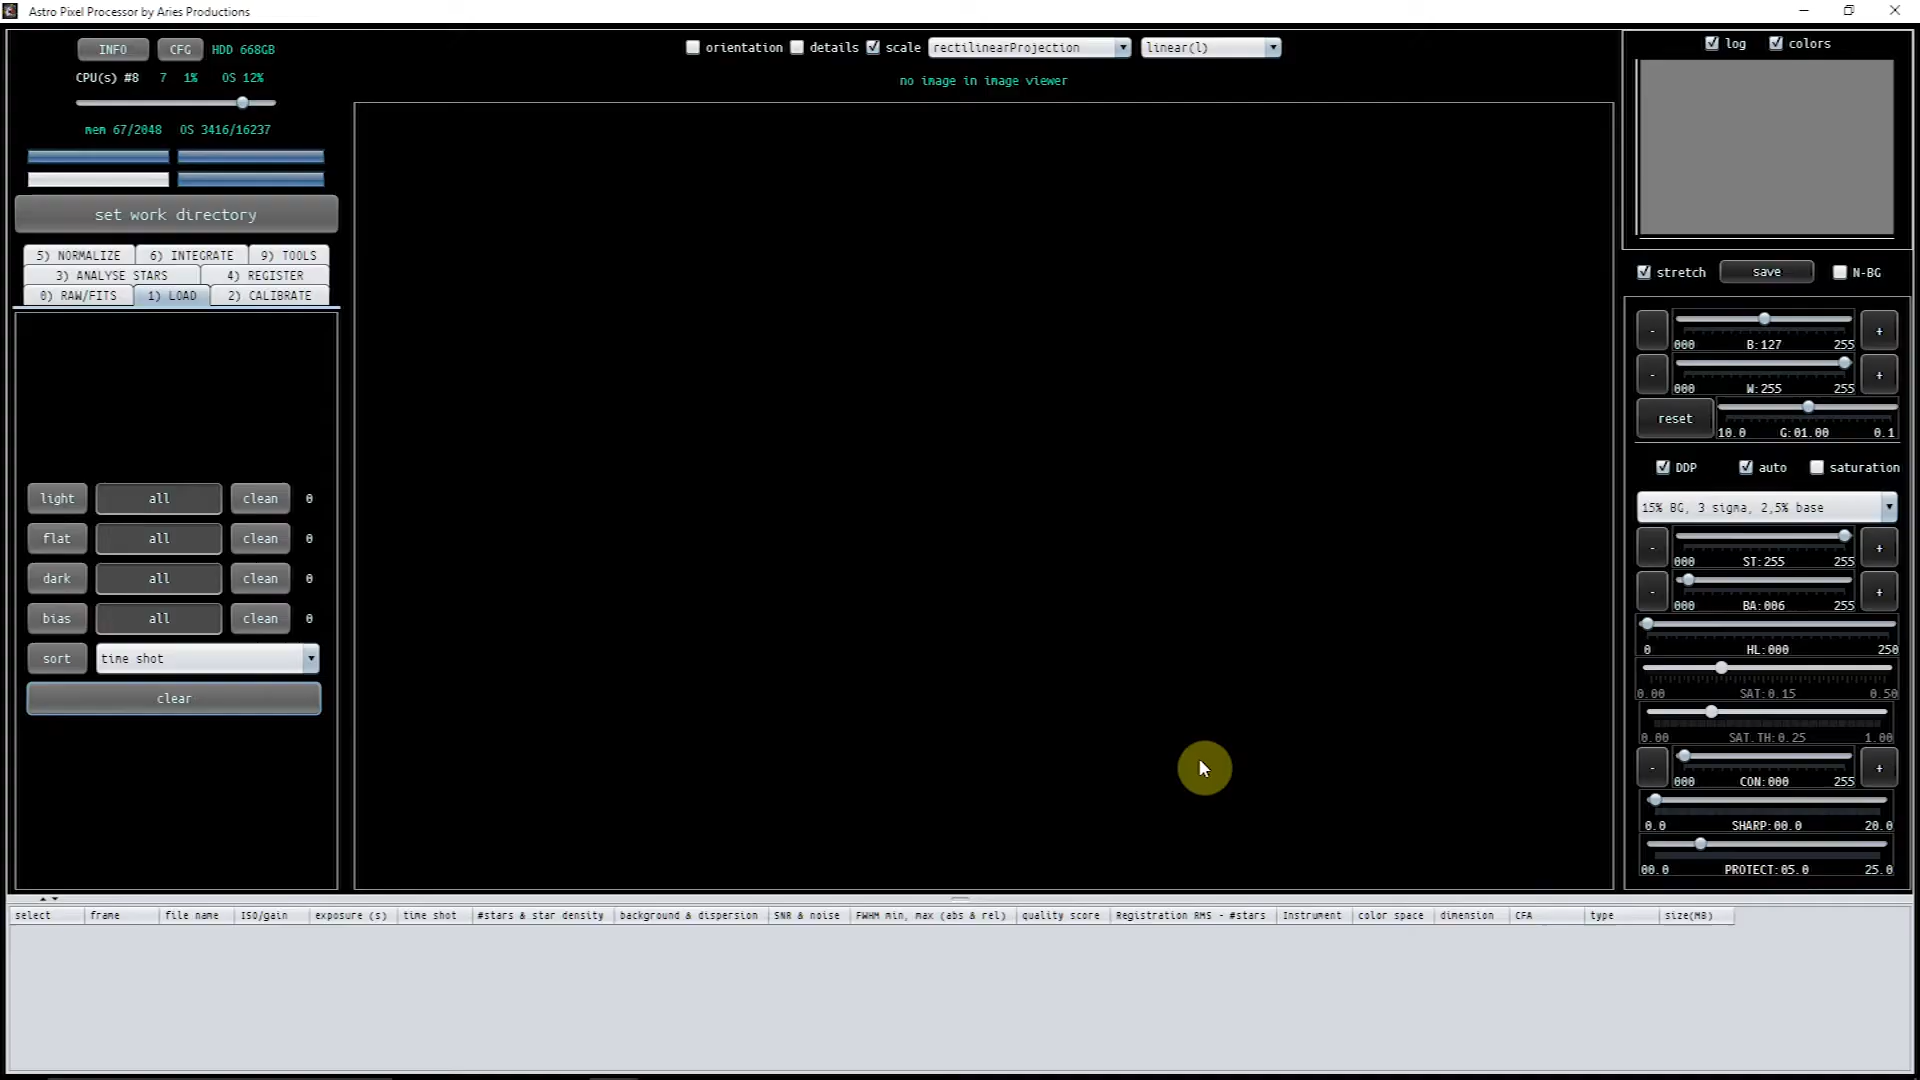 Astro Pixel Processor by Aries Productions
INFO CFG HDD 668GB
CPU(s) #8 7 1% OS 12%
mem 67/2048 OS 3416/16237
set work directory
5) NORMALIZE 6) INTEGRATE 9) TOOLS
3) ANALYSE STARS 4) REGISTER
0) RAW/FITS 1) LOAD 2) CALIBRATE
light all clean 0
flat all clean 0
dark all clean 0
bias all clean 0
sort time shot
clear
orientation details scale rectilinearProjection linear(l)
no image in image viewer
log colors
stretch save N-BG
- 000 B:127 255 +
- 000 W:255 255 +
reset 10.0 G:01.00 0.1
DDP auto saturation
15% BG, 3 sigma, 2,5% base
- 000 ST:255 255 +
- 000 BA:006 255 +
0 HL:000 250
0.00 SAT:0.15 0.50
0.00 SAT.TH:0.25 1.00
- 000 CON:000 255 +
0.0 SHARP:00.0 20.0
00.0 PROTECT:05.0 25.0
select frame file name ISO/gain exposure (s) time shot #stars & star density background & dispersion SNR & noise FWHM min, max (abs & rel) quality score Registration RMS - #stars Instrument color space dimension CFA type size(MB)